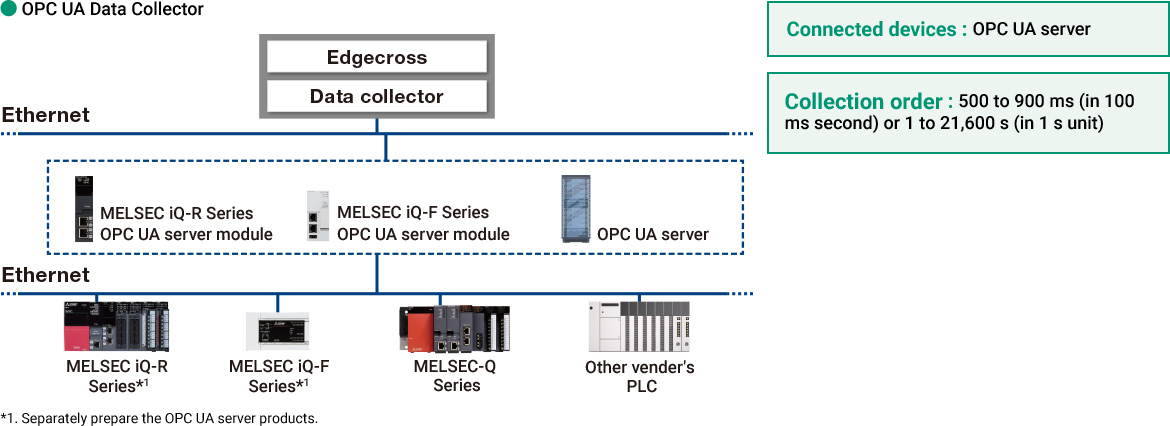 OPC UA Data Collector
Edgecross
Data collector
Connected devices : OPC UA server
Collection order : 500 to 900 ms (in 100
ms second) or 1 to 21,600 s (in 1 s unit)
Ethernet
MELSEC iQ-R Series
OPC UA server module
MELSEC iQ-F Series
OPC UA server module
OPC UA server
Ethernet
MELSEC iQ-R
Series*1
MELSEC iQ-F
Series*1
MELSEC-Q
Series
Other vender's
PLC
*1. Separately prepare the OPC UA server products.